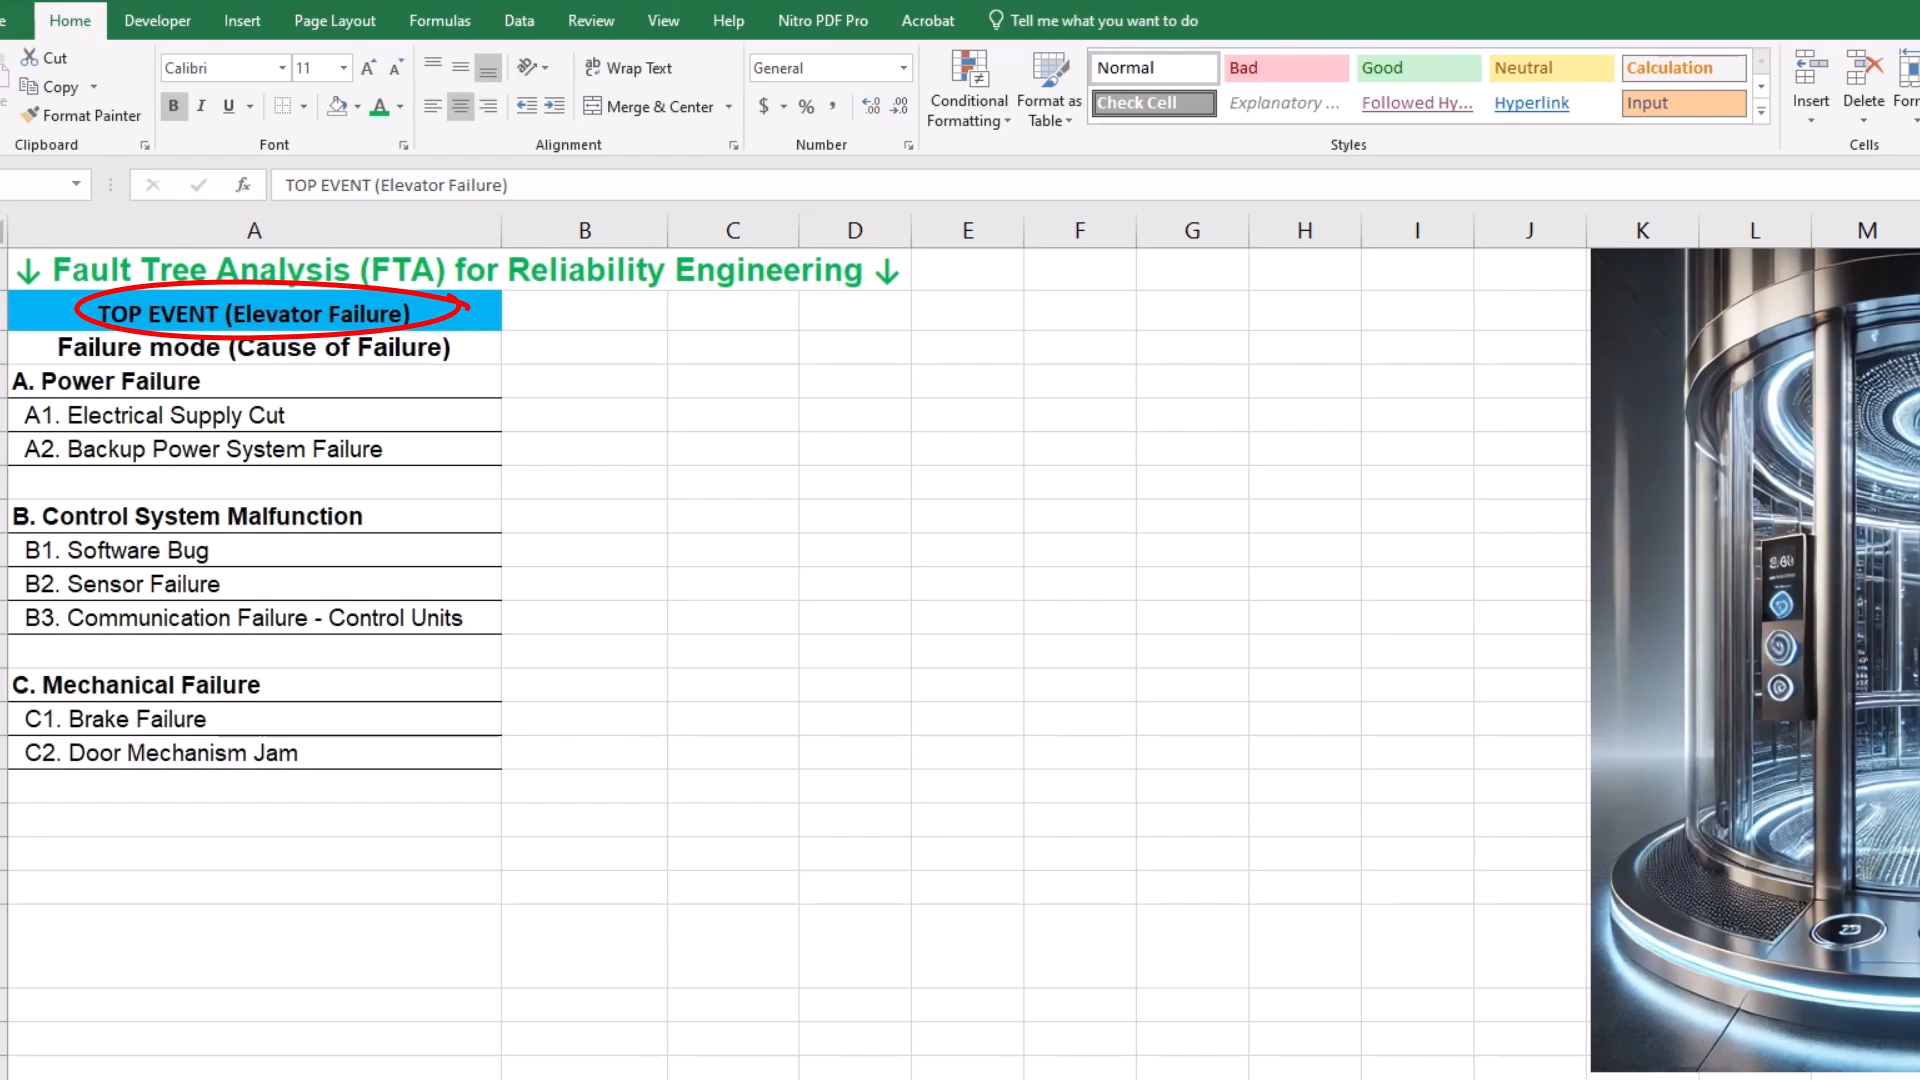 Home Developer Insert Page Layout Formulas Data Review View Help Nitro PDF Pro Acrobat Tell me what you want to do
Cut
Copy
Format Painter
Clipboard
Calibri 11
B I U
Font
Wrap Text
Merge & Center
Alignment
General
$ % ,
Number
Conditional Formatting
Format as Table
Normal Bad Good Neutral Calculation
Check Cell Explanatory ... Followed Hy... Hyperlink Input
Styles
Insert Delete
Cells
fx TOP EVENT (Elevator Failure)
A B C D E F G H I J K L M
↓ Fault Tree Analysis (FTA) for Reliability Engineering ↓
TOP EVENT (Elevator Failure)
Failure mode (Cause of Failure)
A. Power Failure
A1. Electrical Supply Cut
A2. Backup Power System Failure
B. Control System Malfunction
B1. Software Bug
B2. Sensor Failure
B3. Communication Failure - Control Units
C. Mechanical Failure
C1. Brake Failure
C2. Door Mechanism Jam